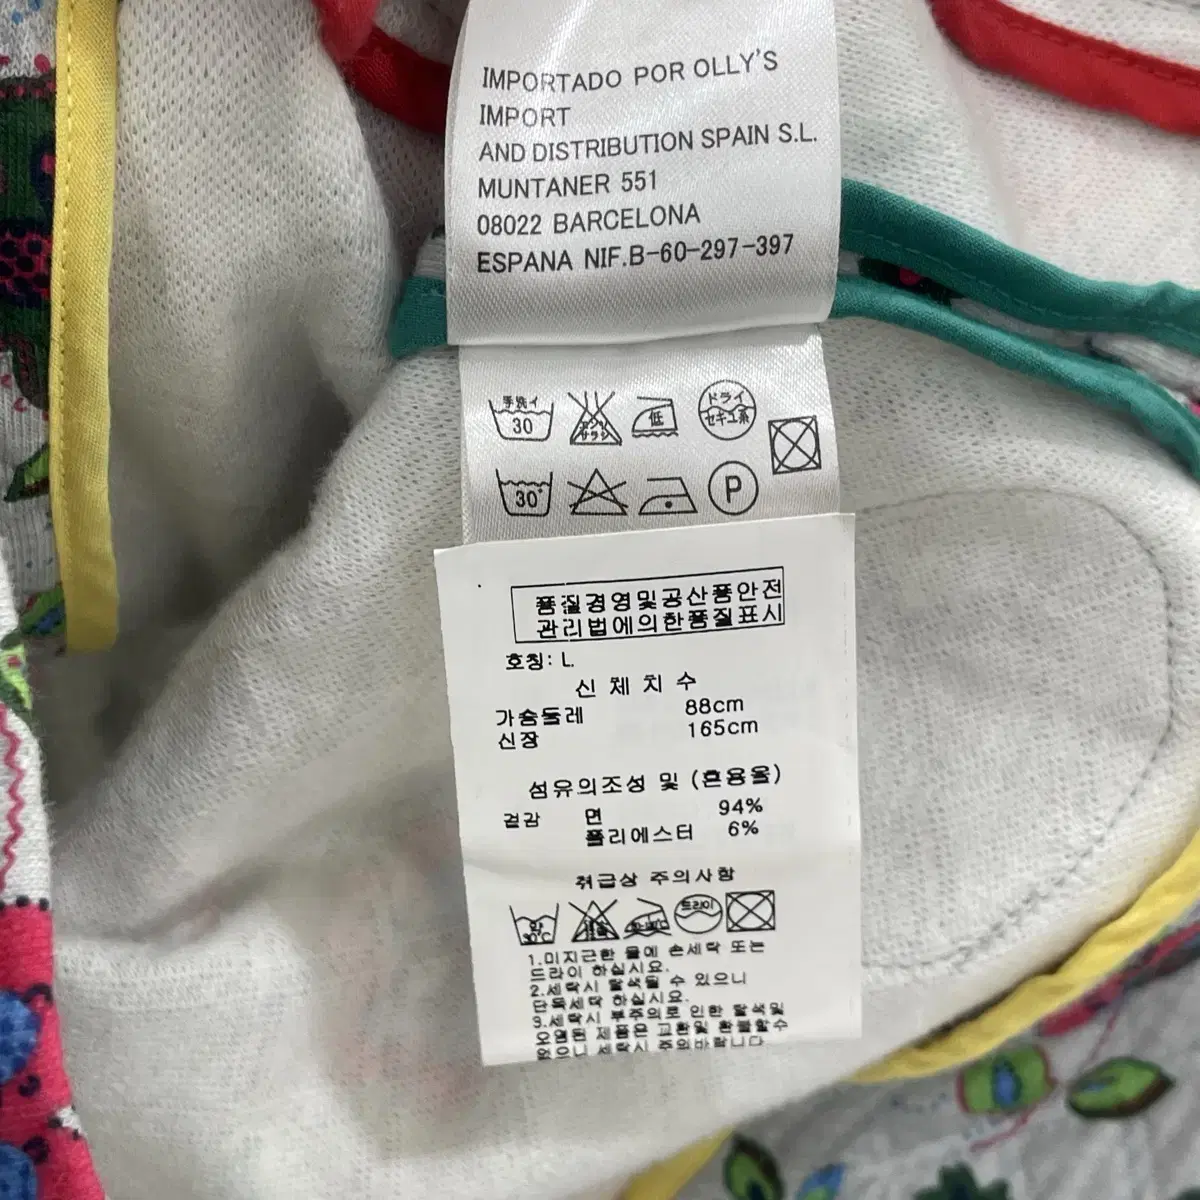 IMPORTADO POR OLLY'S
IMPORT
AND DISTRIBUTION SPAIN S.L.
MUNTANER 551
08022 BARCELONA
ESPANA NIF.B-60-297-397
手洗イ
30
エンソ
サラシ
低
ドライ
セキユ系
30°
P
품질경영및공산품안전
관리법에의한품질표시
호칭: L.
신 체 치 수
가슴둘레 88cm
신장 165cm
섬유의조성 및 (혼용율)
겉감 면 94%
폴리에스터 6%
취급상 주의사항
약
30°C
드라이
1.미지근한 물에 손세탁 또는
드라이 하십시요.
2.세탁시 탈색될 수 있으니
단독세탁 하십시요.
3.세탁시 부주의로 인한 탈색및
오염된 제품은 교환및 환불할수
없으니 세탁시 주의바랍니다